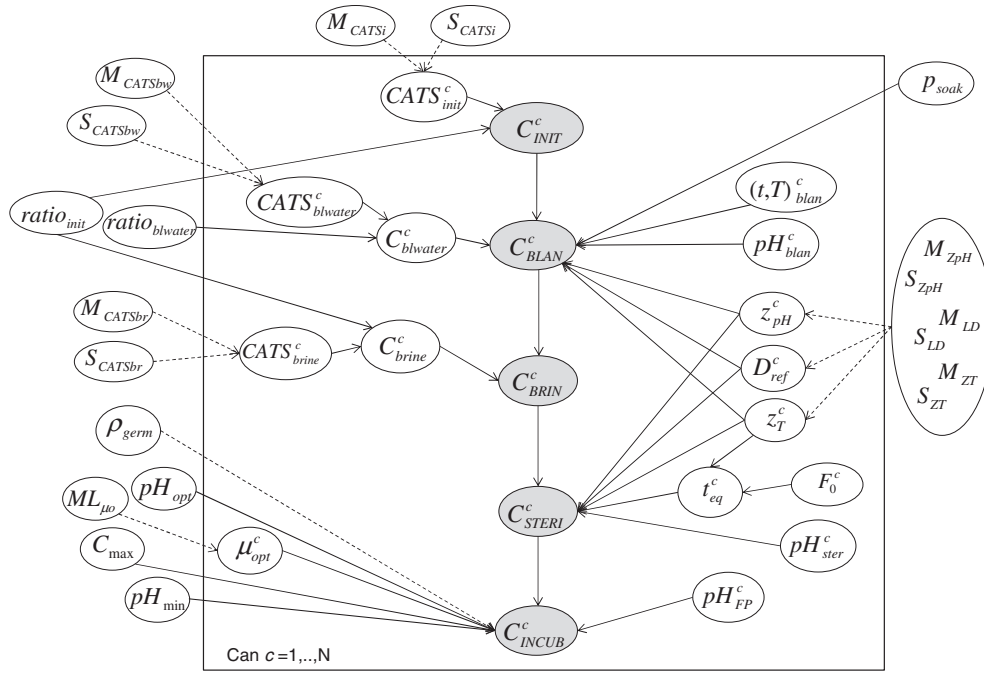 M_CATSi
S_CATSi
M_CATSbw
CATS^c_init
p_soak
S_CATSbw
C^c_INIT
(t,T)^c_blan
CATS^c_blwater
ratio_init
ratio_blwater
C^c_blwater
C^c_BLAN
pH^c_blan
M_ZpH
S_ZpH
M_CATSbr
z^c_pH
M_LD
S_LD
CATS^c_brine
C^c_brine
S_CATSbr
D^c_ref
M_ZT
C^c_BRIN
S_ZT
z^c_T
ρ_germ
pH_opt
ML_μo
t^c_eq
F^c_0
C^c_STERI
C_max
μ^c_opt
pH^c_ster
pH_min
pH^c_FP
C^c_INCUB
Can c =1,..,N